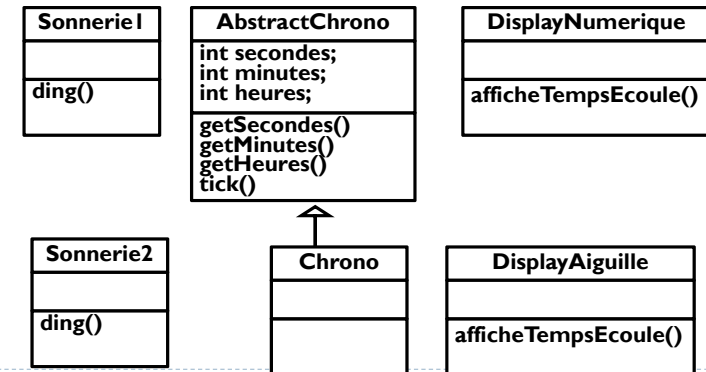 Sonnerie1
ding()
AbstractChrono
int secondes;
int minutes;
int heures;
getSecondes()
getMinutes()
getHeures()
tick()
DisplayNumerique
afficheTempsEcoule()
Sonnerie2
ding()
Chrono
DisplayAiguille
afficheTempsEcoule()